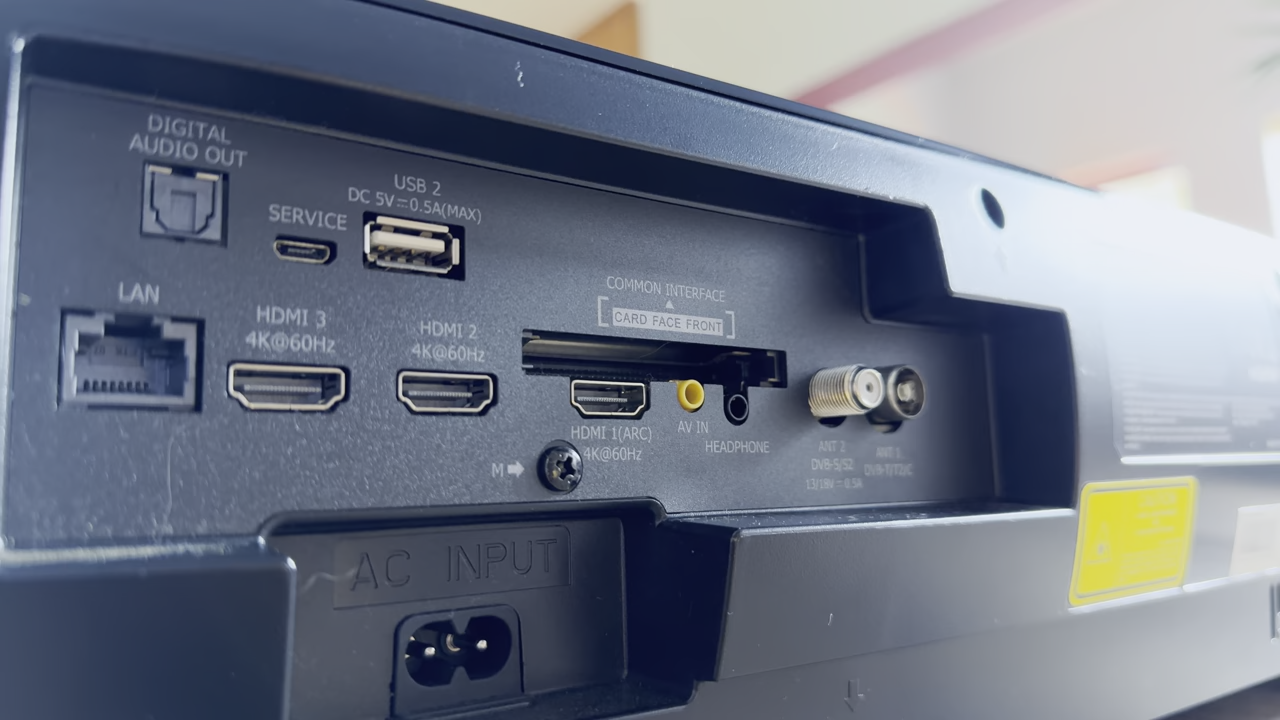 DIGITAL
AUDIO OUT
SERVICE
USB 2
DC 5V⎓0.5A(MAX)
LAN
HDMI 3
4K@60Hz
HDMI 2
4K@60Hz
COMMON INTERFACE
CARD FACE FRONT
HDMI 1(ARC)
4K@60Hz
AV IN
HEADPHONE
M
ANT 2
DVB-S/S2
13/18V⎓0.5A
ANT 1
DVB-T/T2/C
AC INPUT